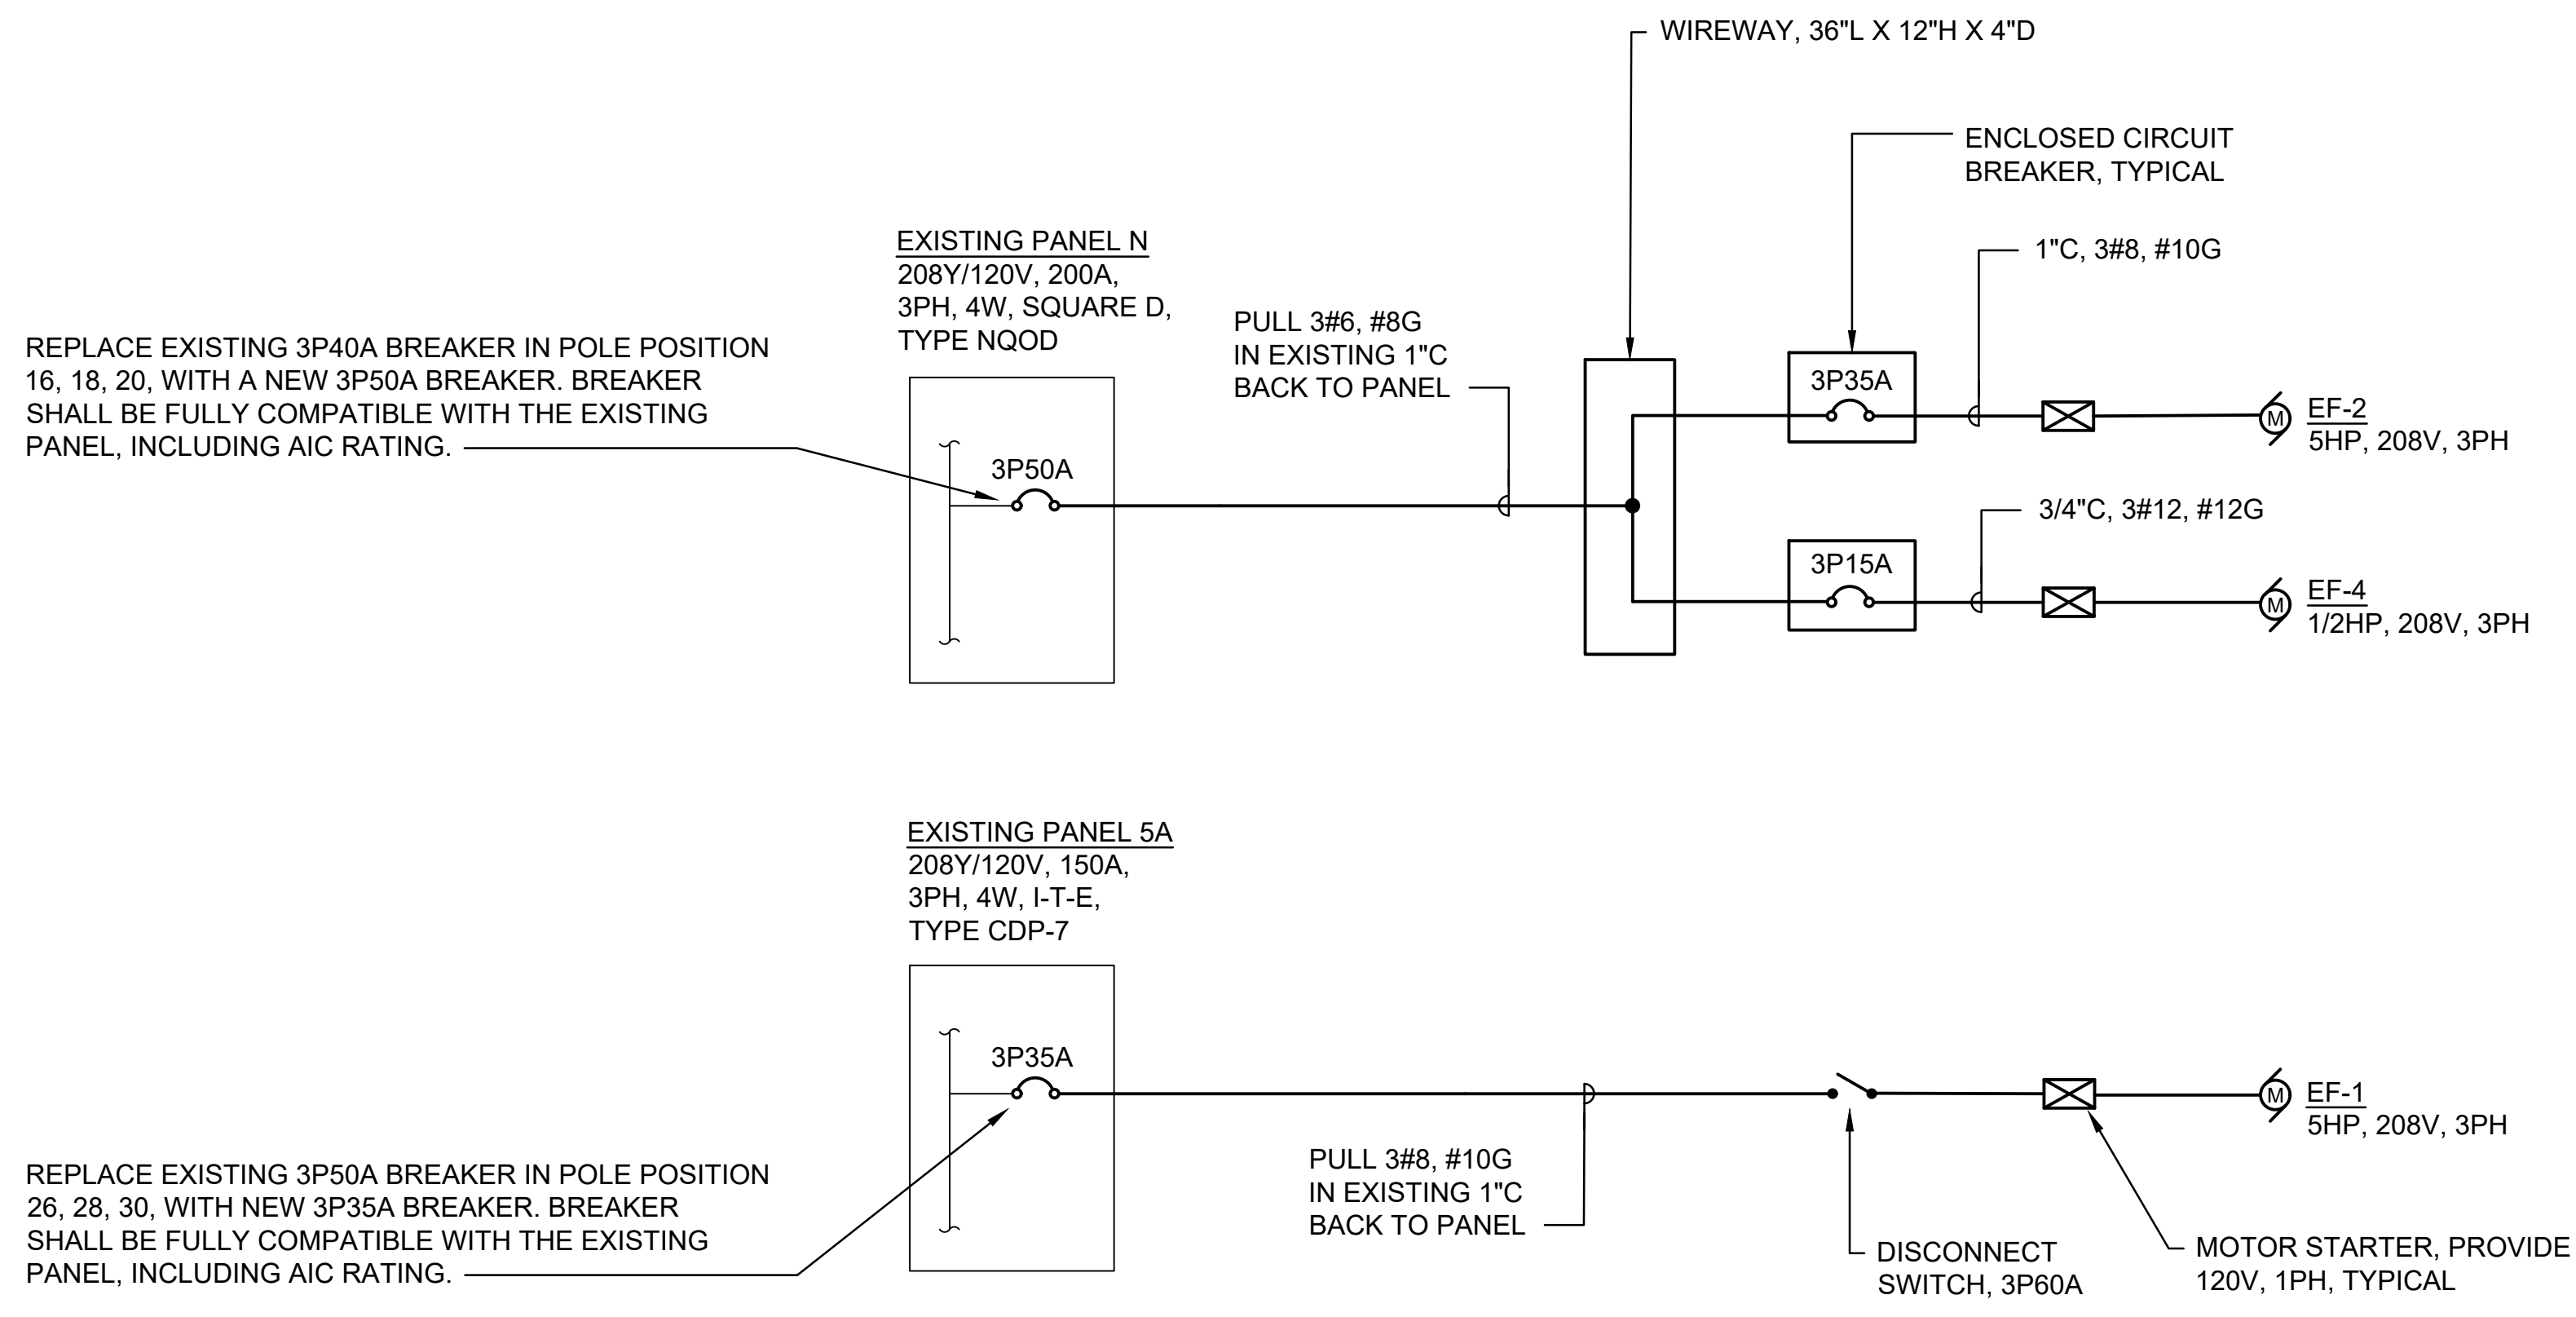 WIREWAY, 36"L X 12"H X 4"D
ENCLOSED CIRCUIT
BREAKER, TYPICAL
EXISTING PANEL N
208Y/120V, 200A,
3PH, 4W, SQUARE D,
TYPE NQOD
1"C, 3#8, #10G
PULL 3#6, #8G
IN EXISTING 1"C
BACK TO PANEL
REPLACE EXISTING 3P40A BREAKER IN POLE POSITION
16, 18, 20, WITH A NEW 3P50A BREAKER. BREAKER
SHALL BE FULLY COMPATIBLE WITH THE EXISTING
PANEL, INCLUDING AIC RATING.
3P50A
3P35A
M
EF-2
5HP, 208V, 3PH
3/4"C, 3#12, #12G
3P15A
M
EF-4
1/2HP, 208V, 3PH
EXISTING PANEL 5A
208Y/120V, 150A,
3PH, 4W, I-T-E,
TYPE CDP-7
3P35A
M
EF-1
5HP, 208V, 3PH
REPLACE EXISTING 3P50A BREAKER IN POLE POSITION
26, 28, 30, WITH NEW 3P35A BREAKER. BREAKER
SHALL BE FULLY COMPATIBLE WITH THE EXISTING
PANEL, INCLUDING AIC RATING.
PULL 3#8, #10G
IN EXISTING 1"C
BACK TO PANEL
DISCONNECT
SWITCH, 3P60A
MOTOR STARTER, PROVIDE
120V, 1PH, TYPICAL